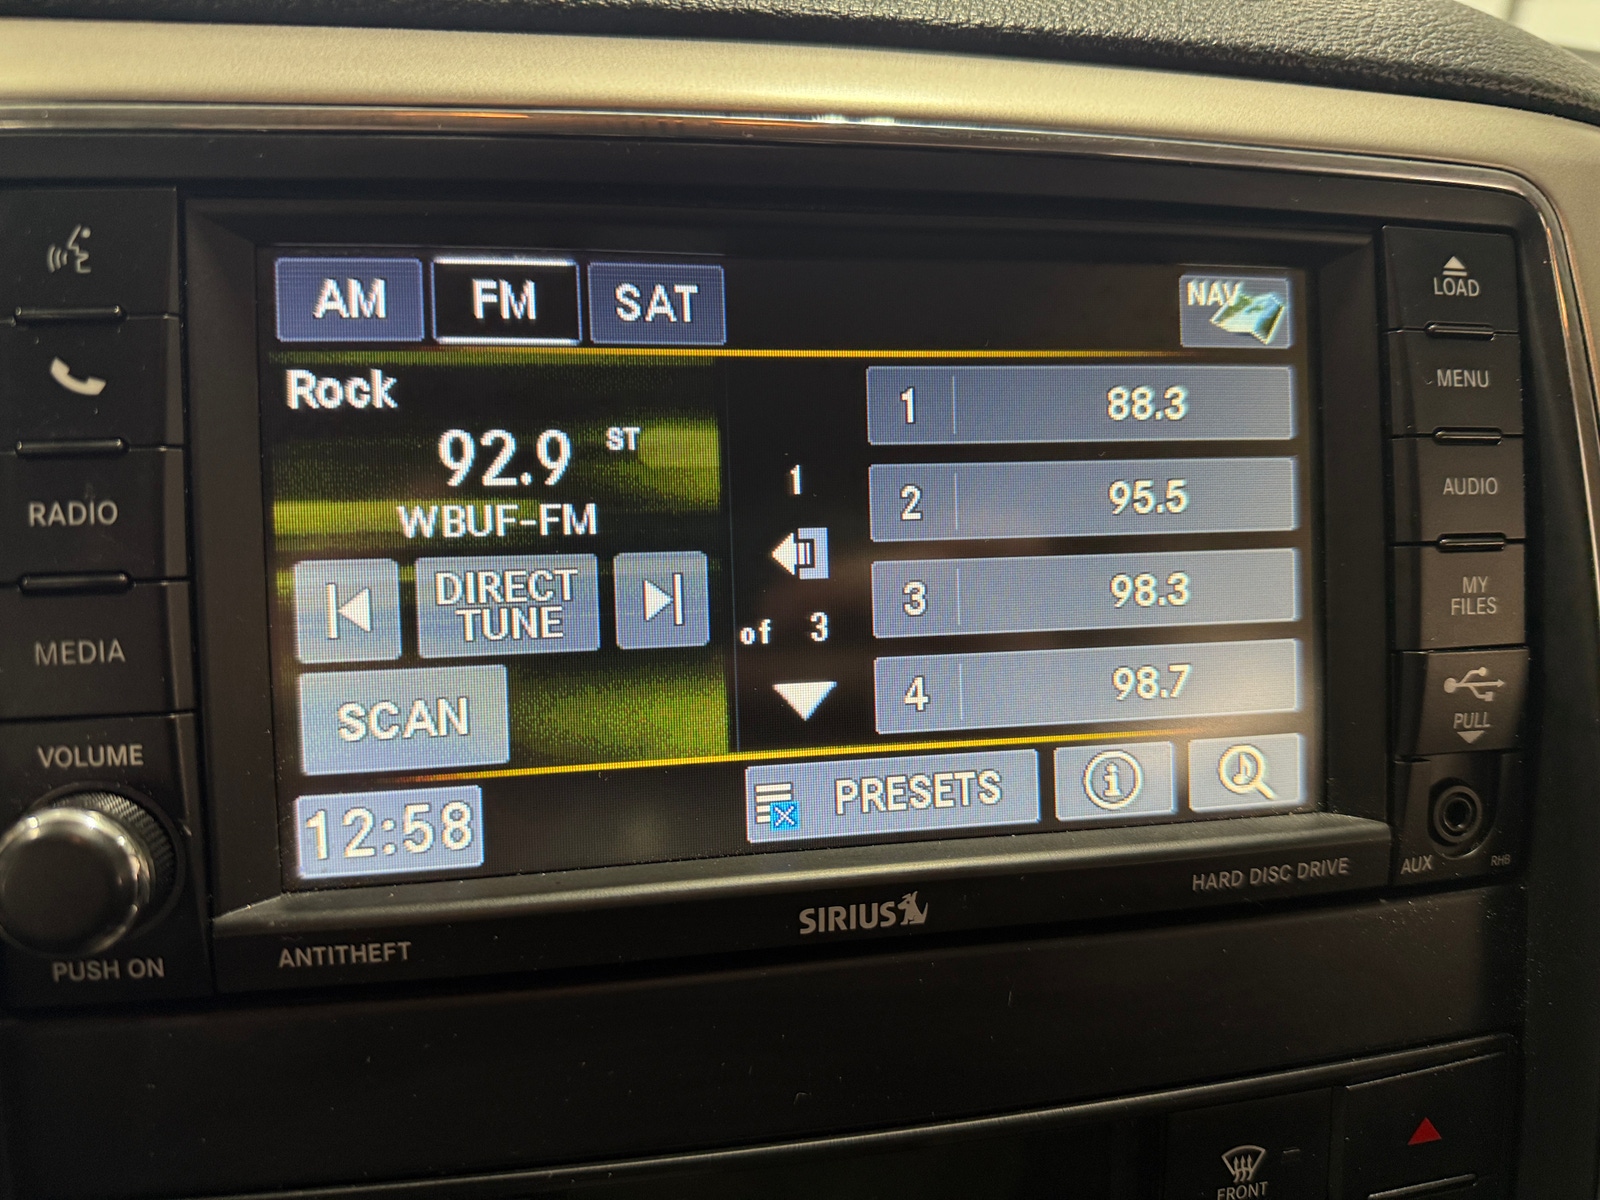 AM FM SAT NAV
Rock
92.9 ST
WBUF-FM
DIRECT
TUNE
SCAN
12:58
1
of 3
1 88.3
2 95.5
3 98.3
4 98.7
PRESETS
i
RADIO
MEDIA
VOLUME
PUSH ON
LOAD
MENU
AUDIO
MY
FILES
PULL
AUX
RHB
ANTITHEFT
SIRIUS
HARD DISC DRIVE
FRONT